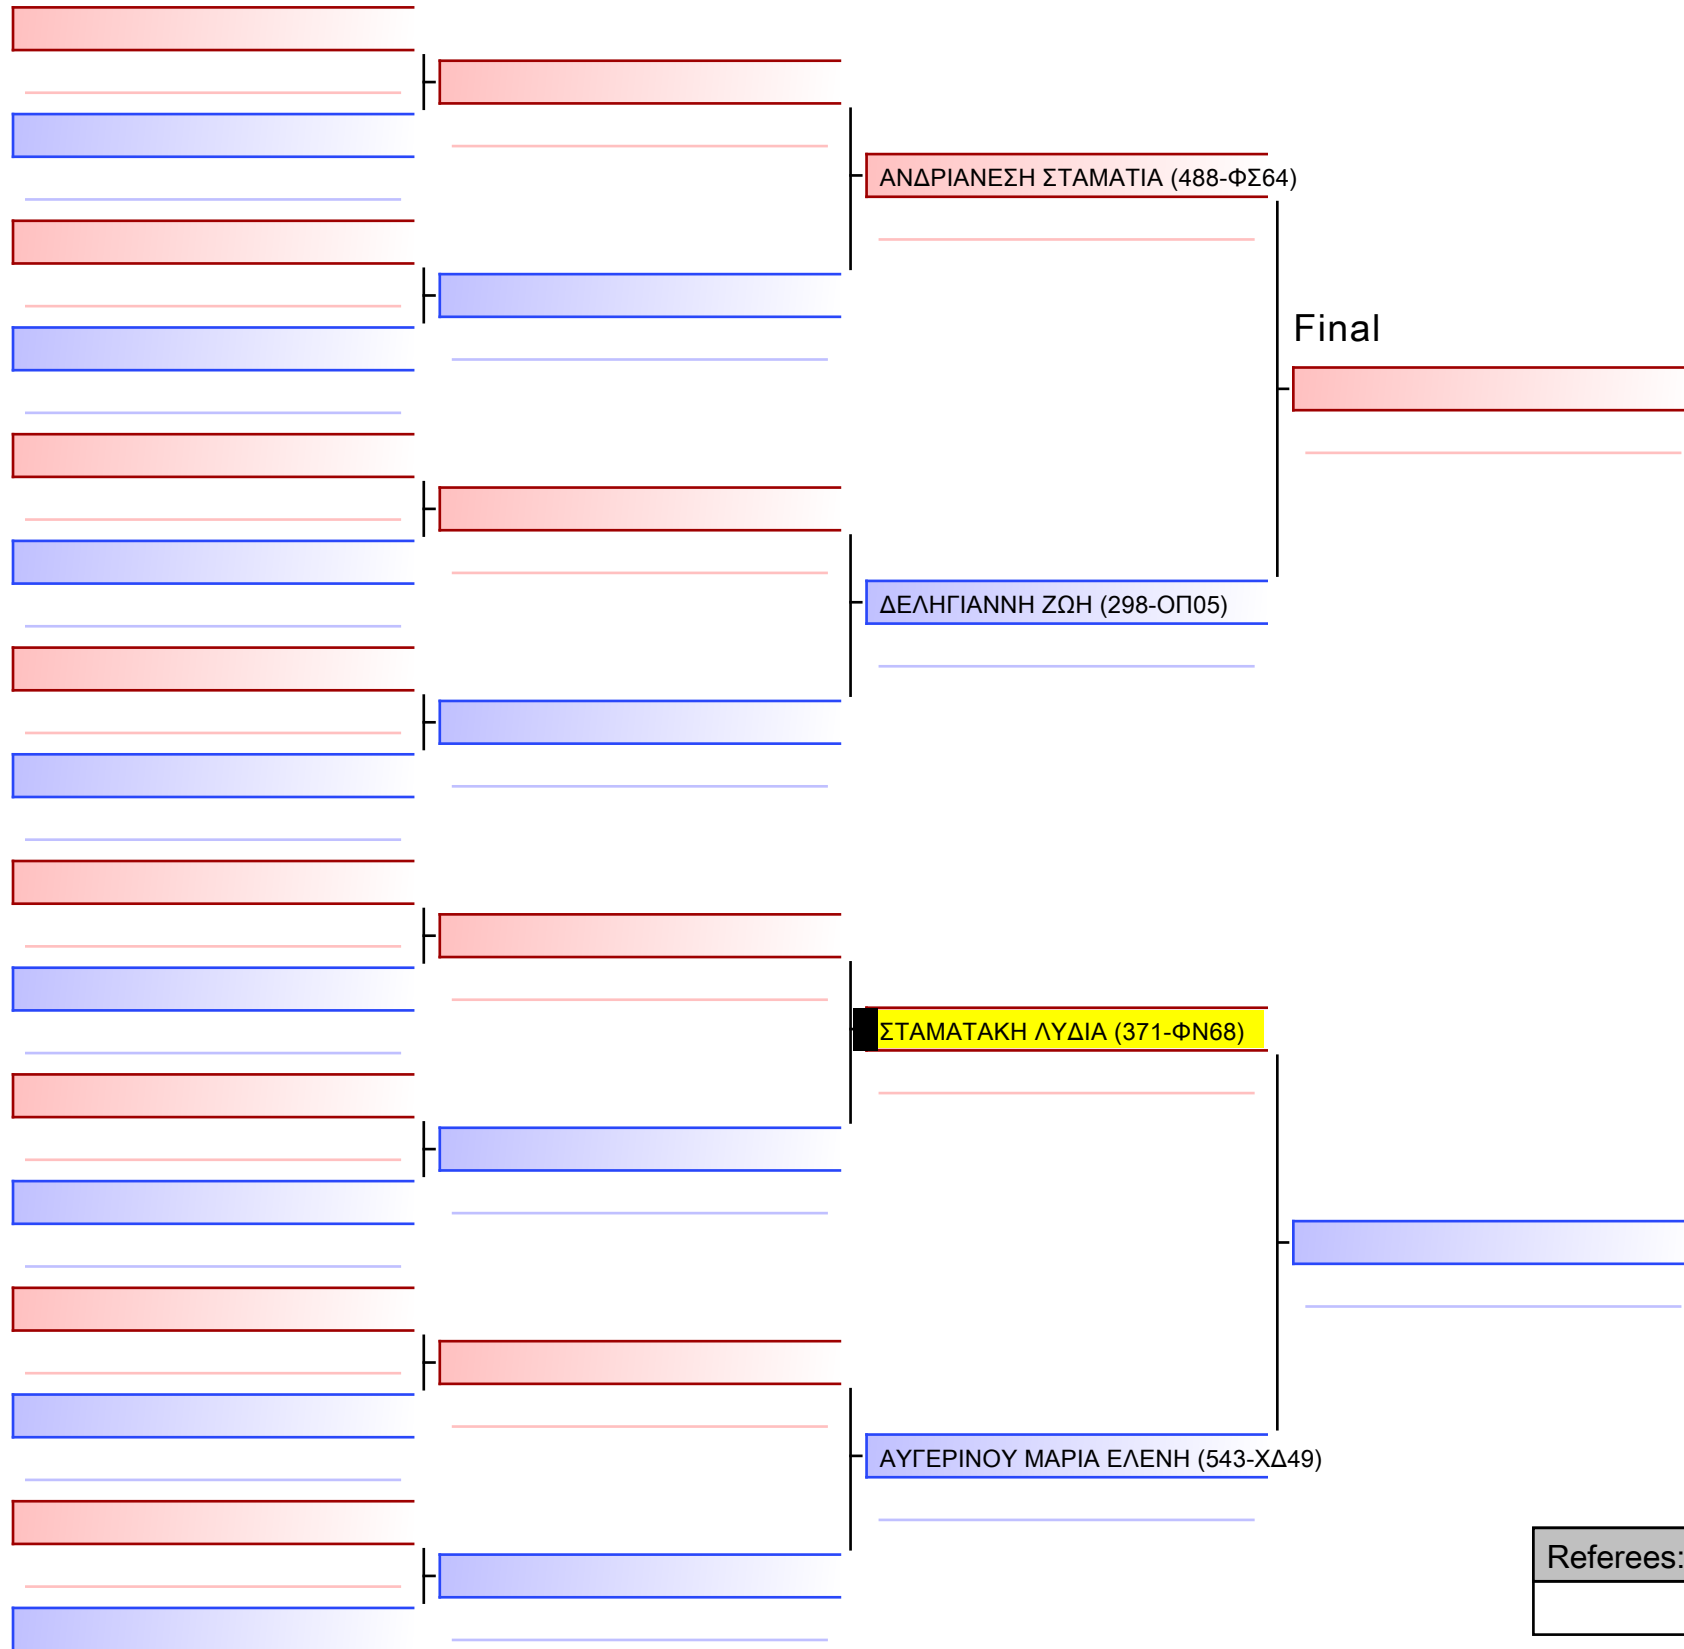 ΑΝΔΡΙΑΝΕΣΗ ΣΤΑΜΑΤΙΑ (488-ΦΣ64)
Final
ΔΕΛΗΓΙΑΝΝΗ ΖΩΗ (298-ΟΠ05)
ΣΤΑΜΑΤΑΚΗ ΛΥΔΙΑ (371-ΦΝ68)
ΑΥΓΕΡΙΝΟΥ ΜΑΡΙΑ ΕΛΕΝΗ (543-ΧΔ49)
Referees: